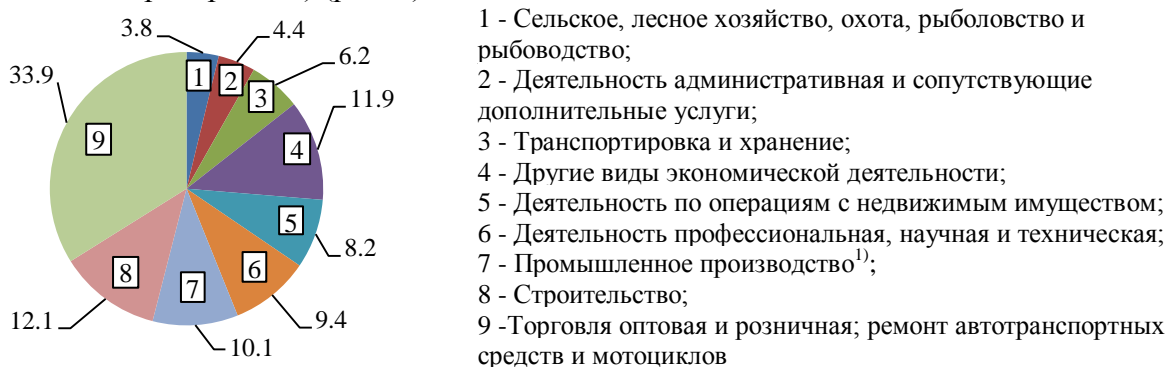 1 - Сельское, лесное хозяйство, охота, рыболовство и
рыбоводство;
2 - Деятельность административная и сопутствующие
дополнительные услуги;
3 - Транспортировка и хранение;
4 - Другие виды экономической деятельности;
5 - Деятельность по операциям с недвижимым имуществом;
6 - Деятельность профессиональная, научная и техническая;
7 - Промышленное производство¹⁾;
8 - Строительство;
9 -Торговля оптовая и розничная; ремонт автотранспортных
средств и мотоциклов
3.8
4.4
6.2
11.9
8.2
9.4
10.1
12.1
33.9
1
2
3
4
5
6
7
8
9